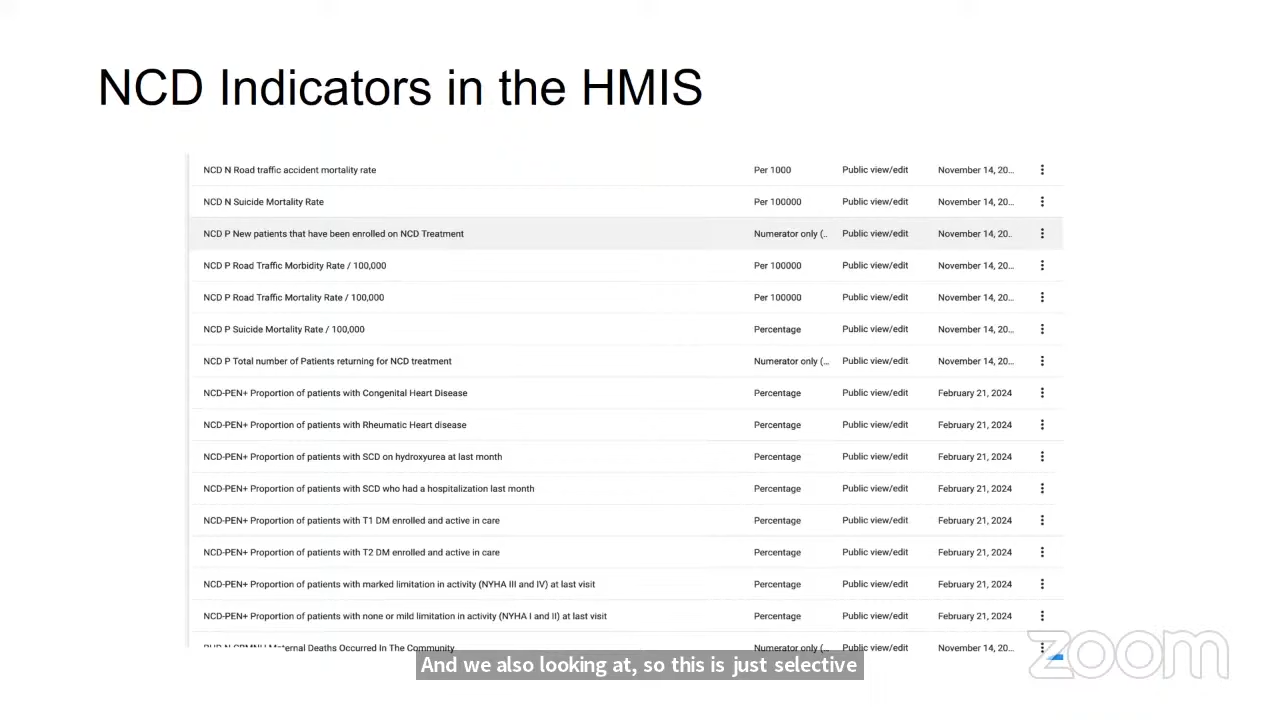 NCD Indicators in the HMIS
NCD N Road traffic accident mortality rate Per 1000 Public view/edit November 14, 20...
NCD N Suicide Mortality Rate Per 100000 Public view/edit November 14, 20...
NCD P New patients that have been enrolled on NCD Treatment Numerator only (.. Public view/edit November 14, 20..
NCD P Road Traffic Morbidity Rate / 100,000 Per 100000 Public view/edit November 14, 20...
NCD P Road Traffic Mortality Rate / 100,000 Per 100000 Public view/edit November 14, 20...
NCD P Suicide Mortality Rate / 100,000 Percentage Public view/edit November 14, 20...
NCD P Total number of Patients returning for NCD treatment Numerator only (... Public view/edit November 14, 20...
NCD-PEN+ Proportion of patients with Congenital Heart Disease Percentage Public view/edit February 21, 2024
NCD-PEN+ Proportion of patients with Rheumatic Heart disease Percentage Public view/edit February 21, 2024
NCD-PEN+ Proportion of patients with SCD on hydroxyurea at last month Percentage Public view/edit February 21, 2024
NCD-PEN+ Proportion of patients with SCD who had a hospitalization last month Percentage Public view/edit February 21, 2024
NCD-PEN+ Proportion of patients with T1 DM enrolled and active in care Percentage Public view/edit February 21, 2024
NCD-PEN+ Proportion of patients with T2 DM enrolled and active in care Percentage Public view/edit February 21, 2024
NCD-PEN+ Proportion of patients with marked limitation in activity (NYHA III and IV) at last visit Percentage Public view/edit February 21, 2024
NCD-PEN+ Proportion of patients with none or mild limitation in activity (NYHA I and II) at last visit Percentage Public view/edit February 21, 2024
Maternal Deaths Occurred In The Community Numerator only (... Public view/edit November 14, 20...
And we also looking at, so this is just selective
zoom